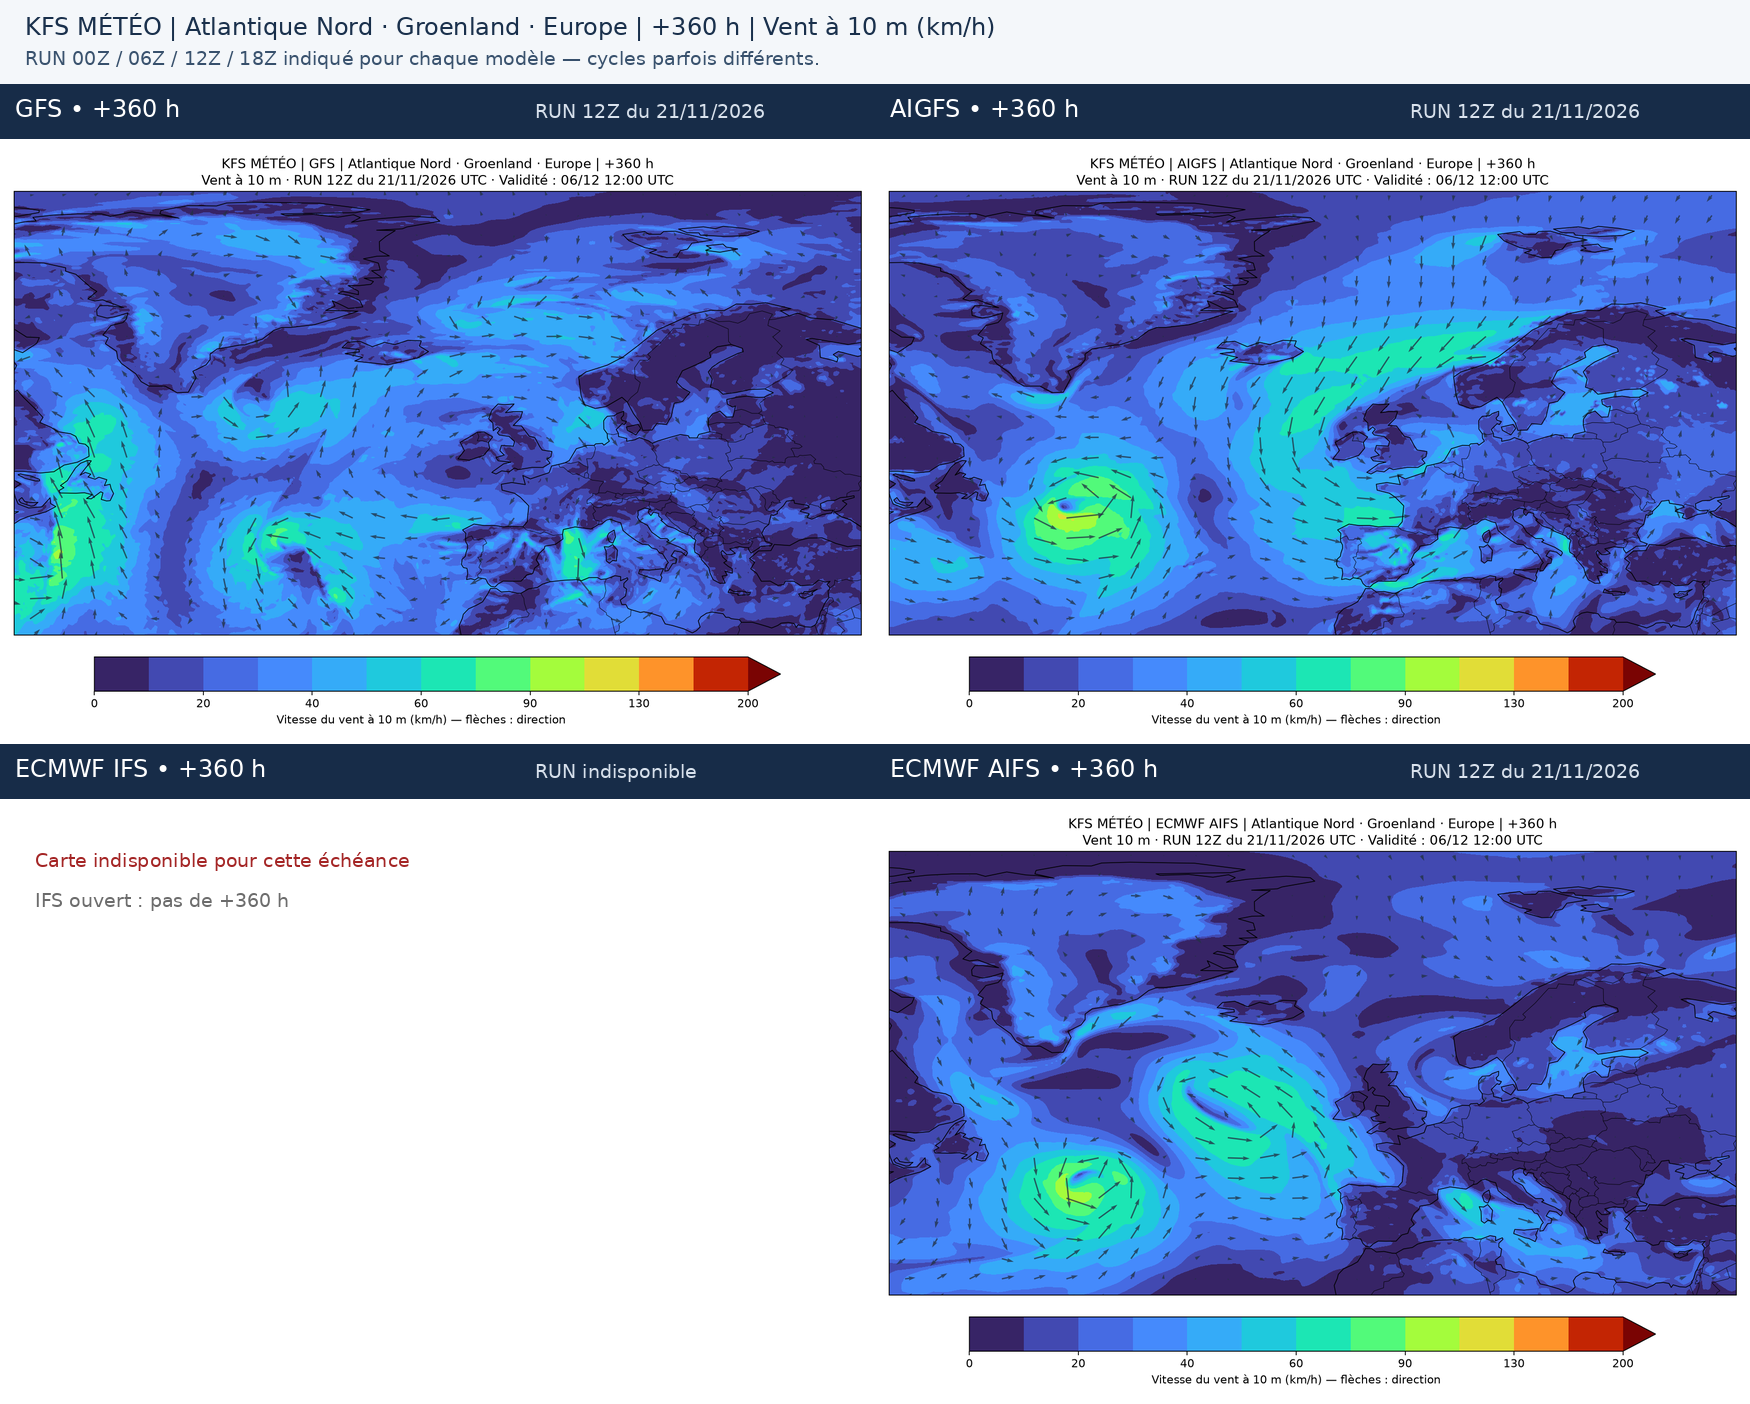 KFS MÉTÉO | Atlantique Nord · Groenland · Europe | +360 h | Vent à 10 m (km/h)
RUN 00Z / 06Z / 12Z / 18Z indiqué pour chaque modèle — cycles parfois différents.
GFS • +360 h
RUN 12Z du 21/11/2026
KFS MÉTÉO | GFS | Atlantique Nord · Groenland · Europe | +360 h
Vent à 10 m · RUN 12Z du 21/11/2026 UTC · Validité : 06/12 12:00 UTC
0 20 40 60 90 130 200
Vitesse du vent à 10 m (km/h) — flèches : direction
AIGFS • +360 h
RUN 12Z du 21/11/2026
KFS MÉTÉO | AIGFS | Atlantique Nord · Groenland · Europe | +360 h
Vent à 10 m · RUN 12Z du 21/11/2026 UTC · Validité : 06/12 12:00 UTC
0 20 40 60 90 130 200
Vitesse du vent à 10 m (km/h) — flèches : direction
ECMWF IFS • +360 h
RUN indisponible
Carte indisponible pour cette échéance
IFS ouvert : pas de +360 h
ECMWF AIFS • +360 h
RUN 12Z du 21/11/2026
KFS MÉTÉO | ECMWF AIFS | Atlantique Nord · Groenland · Europe | +360 h
Vent 10 m · RUN 12Z du 21/11/2026 UTC · Validité : 06/12 12:00 UTC
0 20 40 60 90 130 200
Vitesse du vent à 10 m (km/h) — flèches : direction